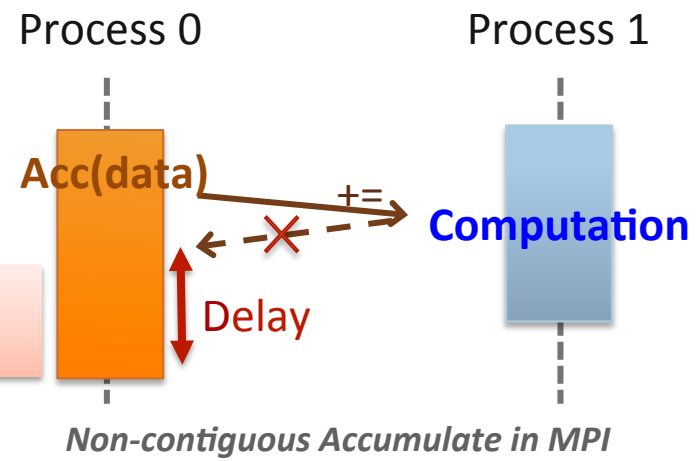 Process 0
Process 1
Acc(data)
+=
Computation
Delay
Non-contiguous Accumulate in MPI